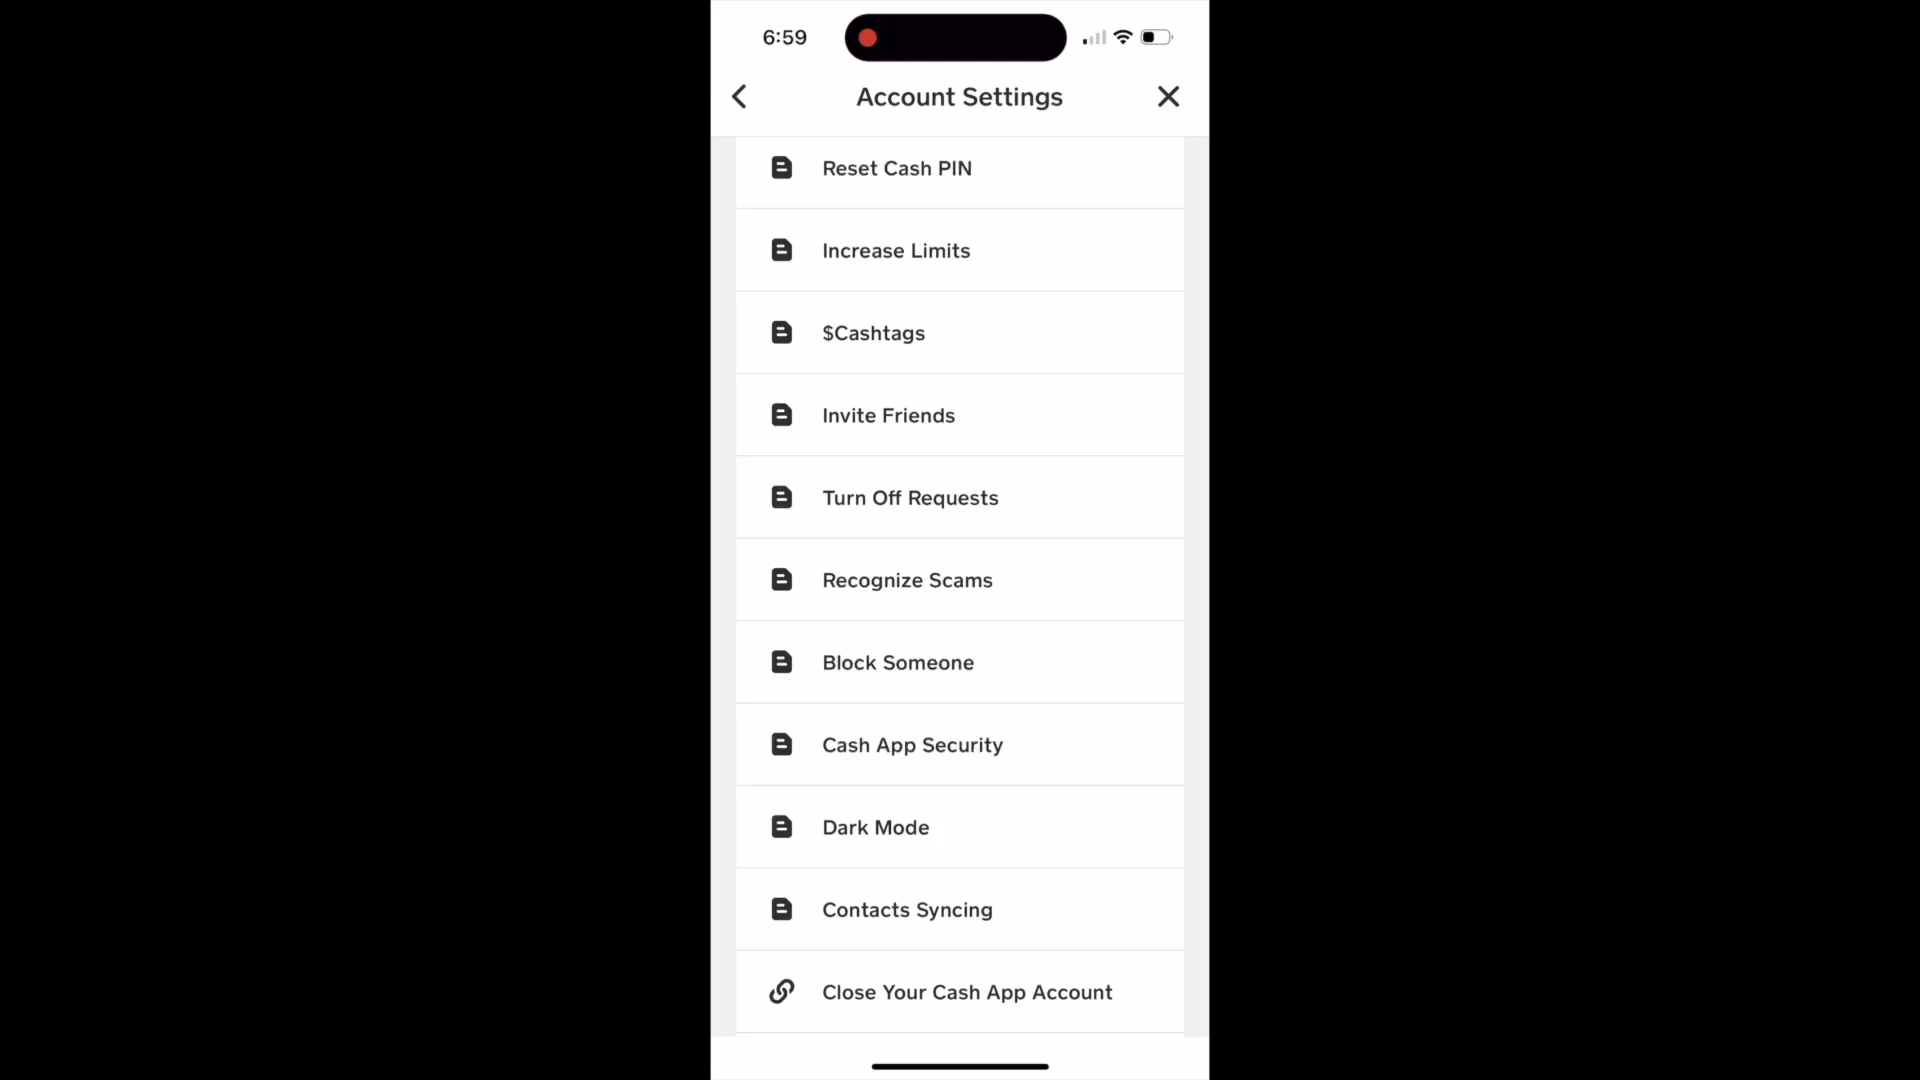 6:59
Account Settings
Reset Cash PIN
Increase Limits
$Cashtags
Invite Friends
Turn Off Requests
Recognize Scams
Block Someone
Cash App Security
Dark Mode
Contacts Syncing
Close Your Cash App Account